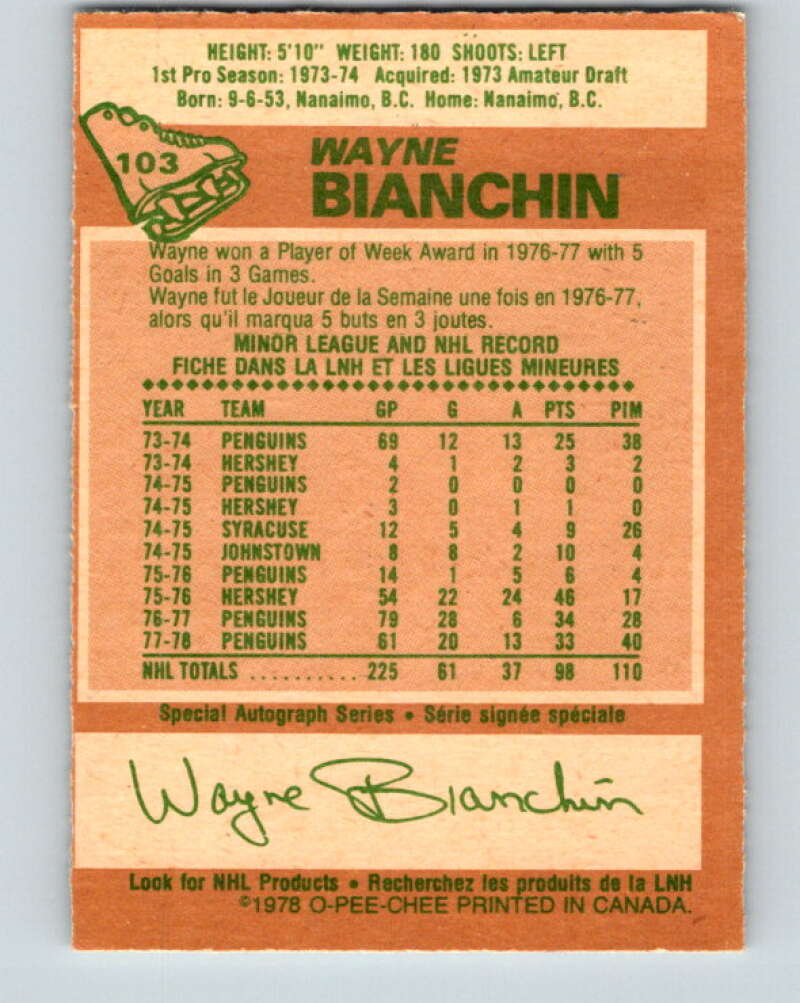 HEIGHT: 5'10" WEIGHT: 180 SHOOTS: LEFT
1st Pro Season: 1973-74 Acquired: 1973 Amateur Draft
Born: 9-6-53, Nanaimo, B.C. Home: Nanaimo, B.C.
103
WAYNE
BIANCHIN
Wayne won a Player of Week Award in 1976-77 with 5
Goals in 3 Games.
Wayne fut le Joueur de la Semaine une fois en 1976-77,
alors qu'il marqua 5 buts en 3 joutes.
MINOR LEAGUE AND NHL RECORD
FICHE DANS LA LNH ET LES LIGUES MINEURES
YEAR TEAM GP G A PTS PIM
73-74 PENGUINS 69 12 13 25 38
73-74 HERSHEY 4 1 2 3 2
74-75 PENGUINS 2 0 0 0 0
74-75 HERSHEY 3 0 1 1 0
74-75 SYRACUSE 12 5 4 9 26
74-75 JOHNSTOWN 8 8 2 10 4
75-76 PENGUINS 14 1 5 6 4
75-76 HERSHEY 54 22 24 46 17
76-77 PENGUINS 79 28 6 34 28
77-78 PENGUINS 61 20 13 33 40
NHL TOTALS .......... 225 61 37 98 110
Special Autograph Series • Série signée spéciale
Wayne Bianchin
Look for NHL Products • Recherchez les produits de la LNH
©1978 O-PEE-CHEE PRINTED IN CANADA.